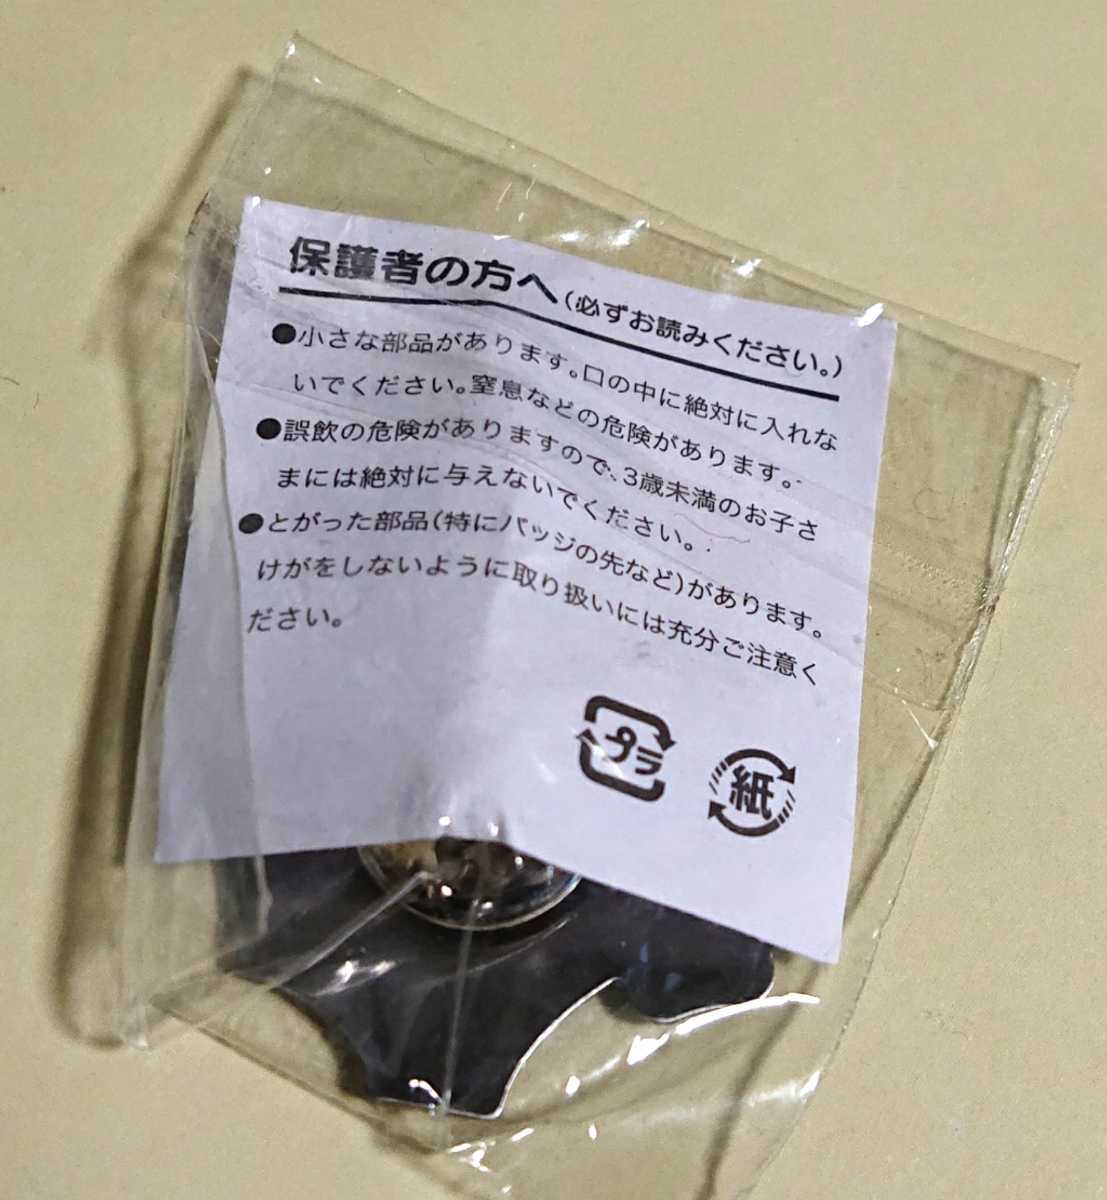 保護者の方へ(必ずお読みください。)
●小さな部品があります。口の中に絶対に入れな
いでください。窒息などの危険があります。
●誤飲の危険がありますので、3歳未満のお子さ
まには絶対に与えないでください。
●とがった部品(特にバッジの先など)があります。
けがをしないように取り扱いには充分ご注意く
ださい。
プラ
紙